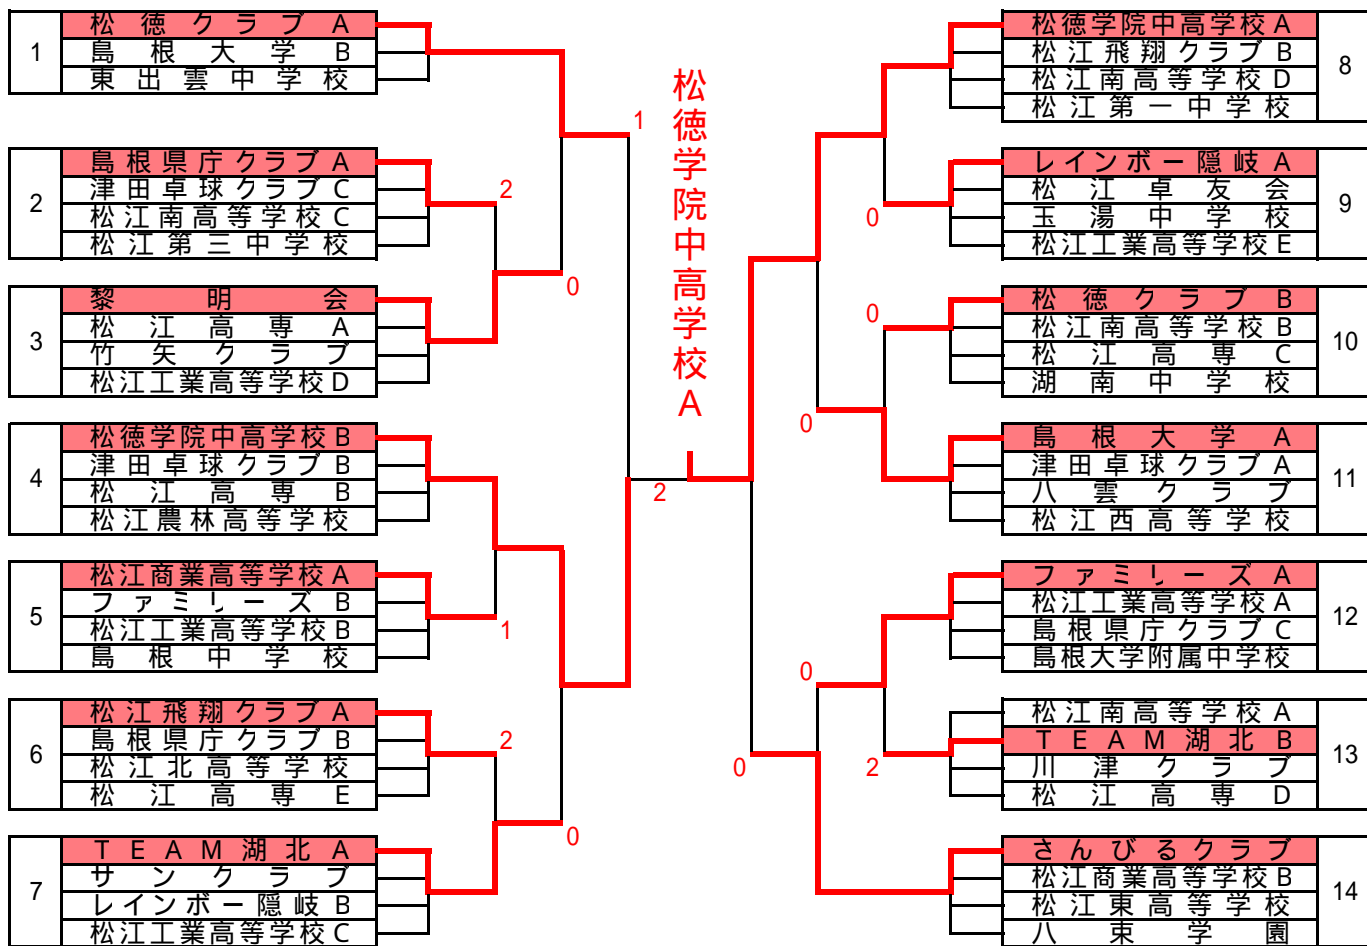 1
松徳クラブA
島根大学B
東出雲中学校
2
島根県庁クラブA
津田卓球クラブC
松江南高等学校C
松江第三中学校
3
黎明会
松江高専A
竹矢クラブ
松江工業高等学校D
4
松徳学院中高学校B
津田卓球クラブB
松江高専B
松江農林高等学校
5
松江商業高等学校A
ファミリーズB
松江工業高等学校B
島根中学校
6
松江飛翔クラブA
島根県庁クラブB
松江北高等学校
松江高専E
7
TEAM湖北A
サンクラブ
レインボー隠岐B
松江工業高等学校C
1
2
0
1
2
0
2
松徳学院中高学校A
0
0
0
0
2
0
松徳学院中高学校A
松江飛翔クラブB
松江南高等学校D
松江第一中学校
8
レインボー隠岐A
松江卓友会
玉湯中学校
松江工業高等学校E
9
松徳クラブB
松江南高等学校B
松江高専C
湖南中学校
10
島根大学A
津田卓球クラブA
八雲クラブ
松江西高等学校
11
ファミリーズA
松江工業高等学校A
島根県庁クラブC
島根大学附属中学校
12
松江南高等学校A
TEAM湖北B
川津クラブ
松江高専D
13
さんびるクラブ
松江商業高等学校B
松江東高等学校
八束学園
14